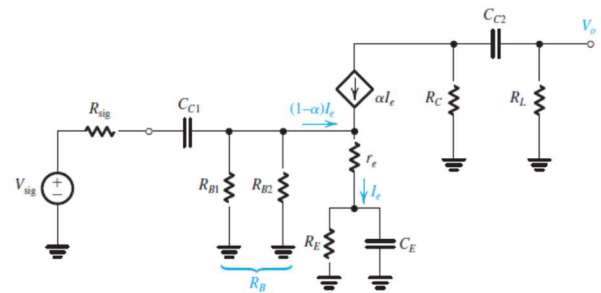 C_C2
V_o
αI_e
R_C
R_L
R_sig
C_C1
(1–α)I_e
r_e
V_sig
+
−
R_B1
R_B2
I_e
R_E
C_E
R_B